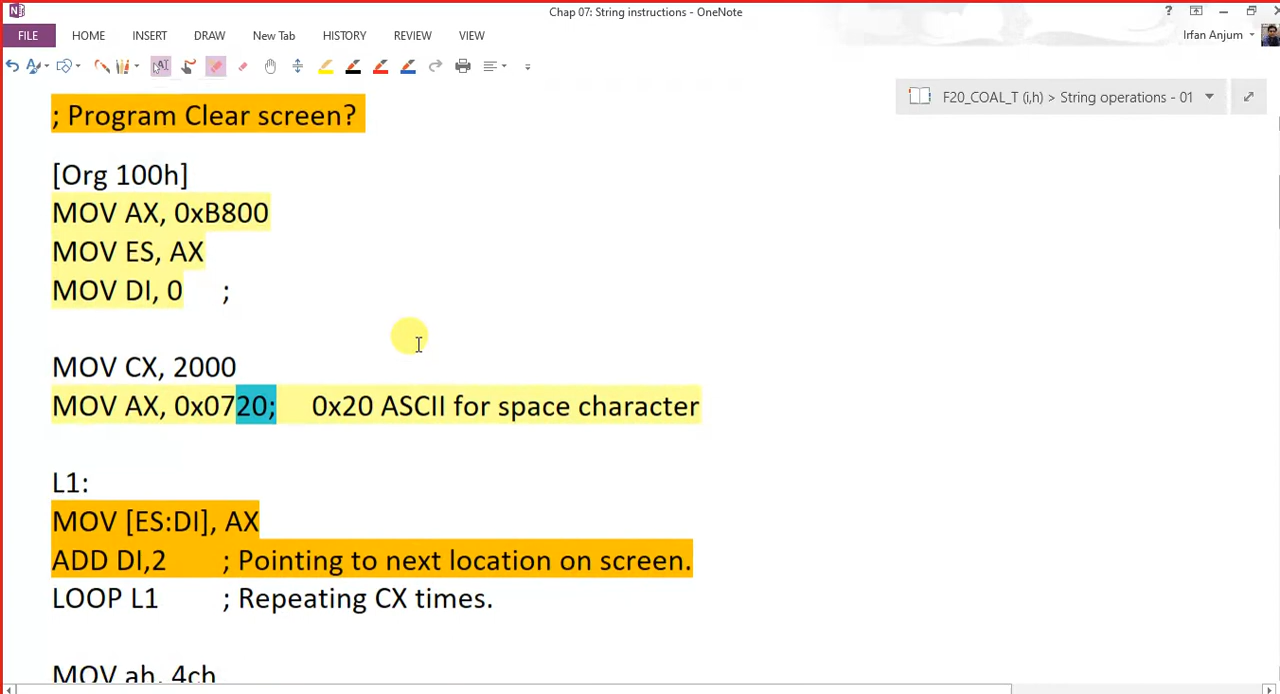 Chap 07: String instructions - OneNote
?
FILE HOME INSERT DRAW New Tab HISTORY REVIEW VIEW
Irfan Anjum
F20_COAL_T (i,h) > String operations - 01
; Program Clear screen?
[Org 100h]
MOV AX, 0xB800
MOV ES, AX
MOV DI, 0 ;
MOV CX, 2000
MOV AX, 0x0720; 0x20 ASCII for space character
L1:
MOV [ES:DI], AX
ADD DI,2 ; Pointing to next location on screen.
LOOP L1 ; Repeating CX times.
MOV ah, 4ch